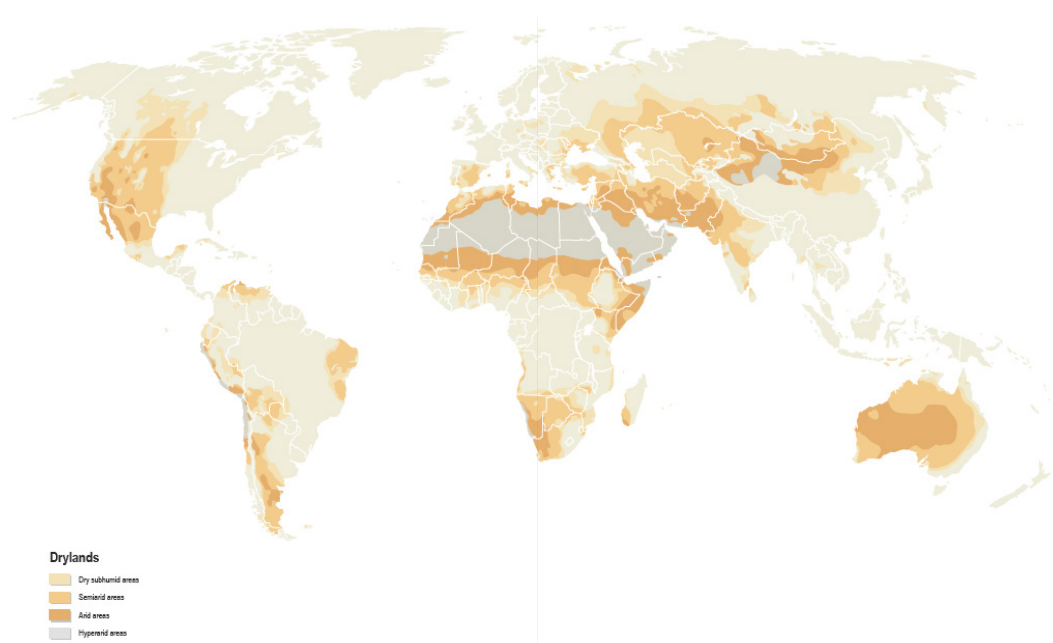 Drylands
Dry subhumid areas
Semiarid areas
Arid areas
Hyperarid areas